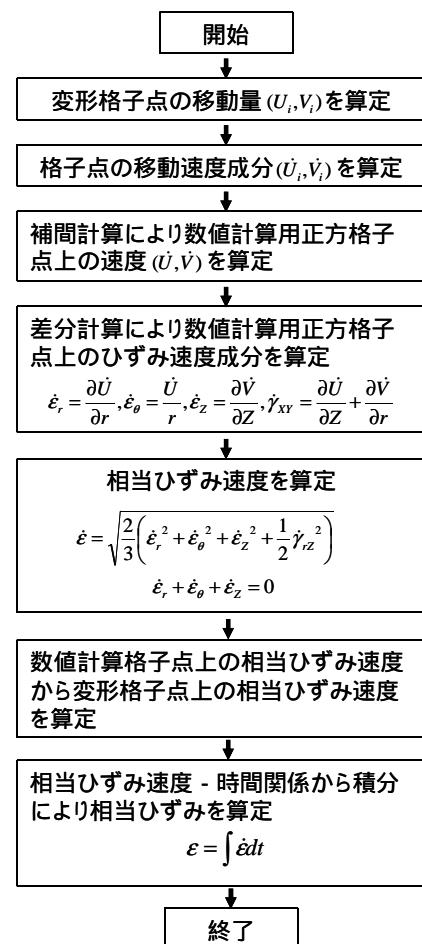 開始
変形格子点の移動量 (U_i,V_i) を算定
格子点の移動速度成分(U̇_i,V̇_i) を算定
補間計算により数値計算用正方格子
点上の速度 (U̇,V̇) を算定
差分計算により数値計算用正方格子
点上のひずみ速度成分を算定
ε̇_r = ∂U̇/∂r, ε̇_θ = U̇/r, ε̇_Z = ∂V̇/∂Z, γ̇_XY = ∂U̇/∂Z + ∂V̇/∂r
相当ひずみ速度を算定
ε̇ = √(2/3(ε̇_r² + ε̇_θ² + ε̇_Z² + 1/2 γ̇_rZ²))
ε̇_r + ε̇_θ + ε̇_Z = 0
数値計算格子点上の相当ひずみ速度
から変形格子点上の相当ひずみ速度
を算定
相当ひずみ速度 - 時間関係から積分
により相当ひずみを算定
ε = ∫ε̇dt
終了